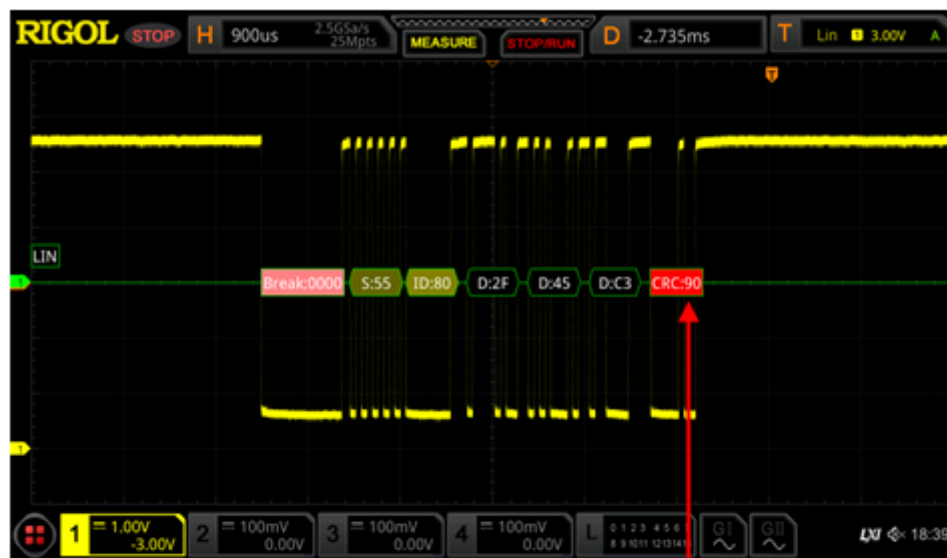 RIGOL STOP H 900us 2.5GSa/s 25Mpts MEASURE STOP/RUN D -2.735ms T Lin 1 3.00V A
T
LIN
1 Break:0000 S:55 ID:80 D:2F D:45 D:C3 CRC:90
1
1 1.00V -3.00V 2 100mV 0.00V 3 100mV 0.00V 4 100mV 0.00V L 0 1 2 3 4 5 6 8 9 10 11 12 13 14 GI GII LXI 18:39